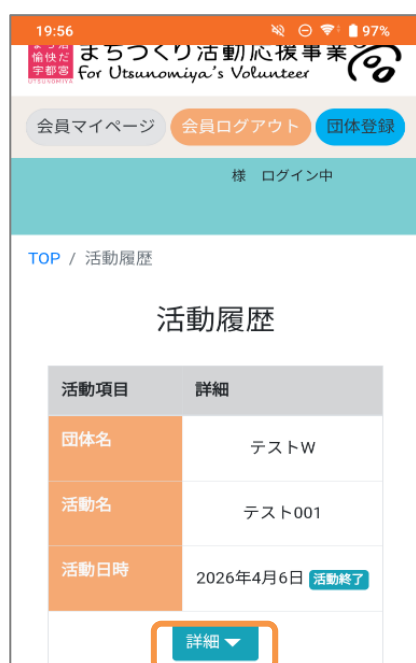 19:56 97%
愉快だ
宇都宮
まちづくり活動応援事業
For Utsunomiya's Volunteer
会員マイページ 会員ログアウト 団体登録
様 ログイン中
TOP / 活動履歴
活動履歴
活動項目 詳細
団体名 テストW
活動名 テスト001
活動日時 2026年4月6日 活動終了
詳細